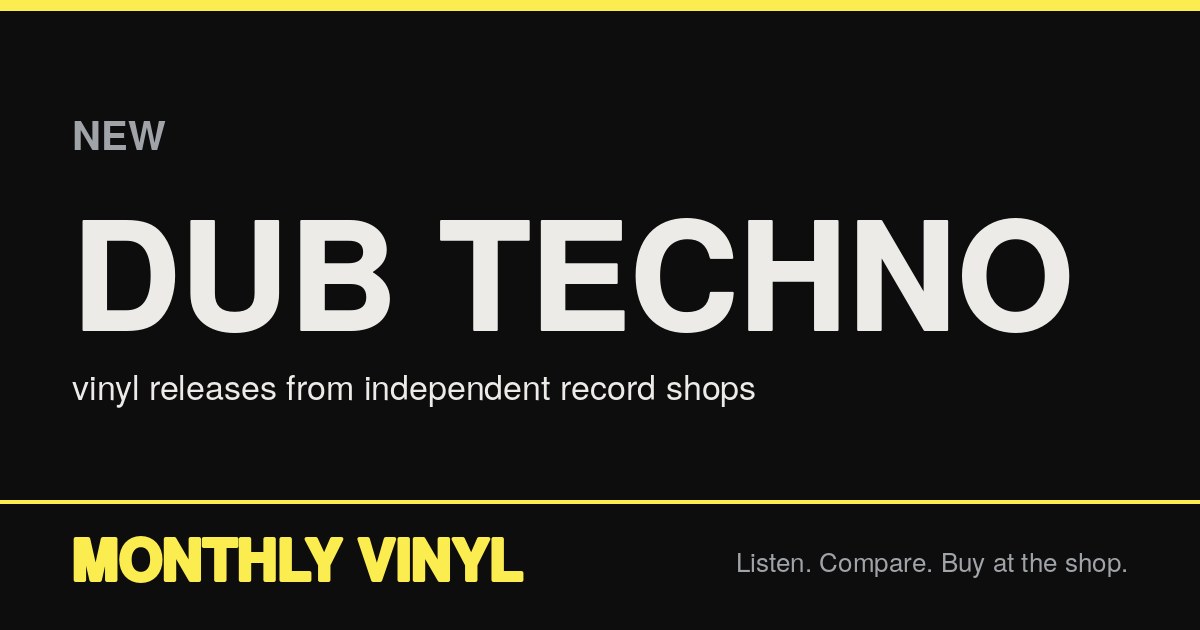 NEW
DUB TECHNO
vinyl releases from independent record shops
MONTHLY VINYL
Listen. Compare. Buy at the shop.